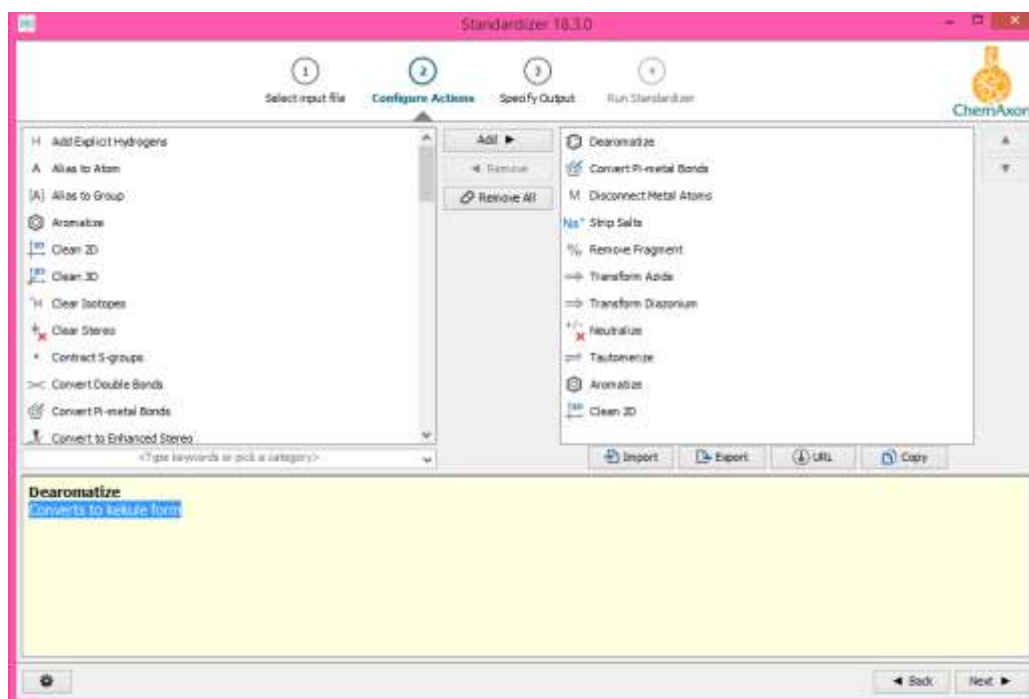 Standardizer 18.3.0
1
2
3
4
Select input file
Configure Actions
Specify Output
Run Standardizer
ChemAxon
H Add Explicit Hydrogens
A Alias to Atom
[A] Alias to Group
Aromatize
2D Clean 2D
3D Clean 3D
H Clear Isotopes
Clear Stereo
Contract S-groups
Convert Double Bonds
Convert Pi-metal Bonds
Convert to Enhanced Stereo
<Type keywords or pick a category>
Add
Remove
Remove All
Dearomatize
Convert Pi-metal Bonds
M Disconnect Metal Atoms
Na+ Strip Salts
% Remove Fragment
Transform Azide
Transform Diazonium
+/- Neutralize
Tautomerize
Aromatize
2D Clean 2D
Import
Export
URL
Copy
Dearomatize
Converts to kekule form
Back
Next